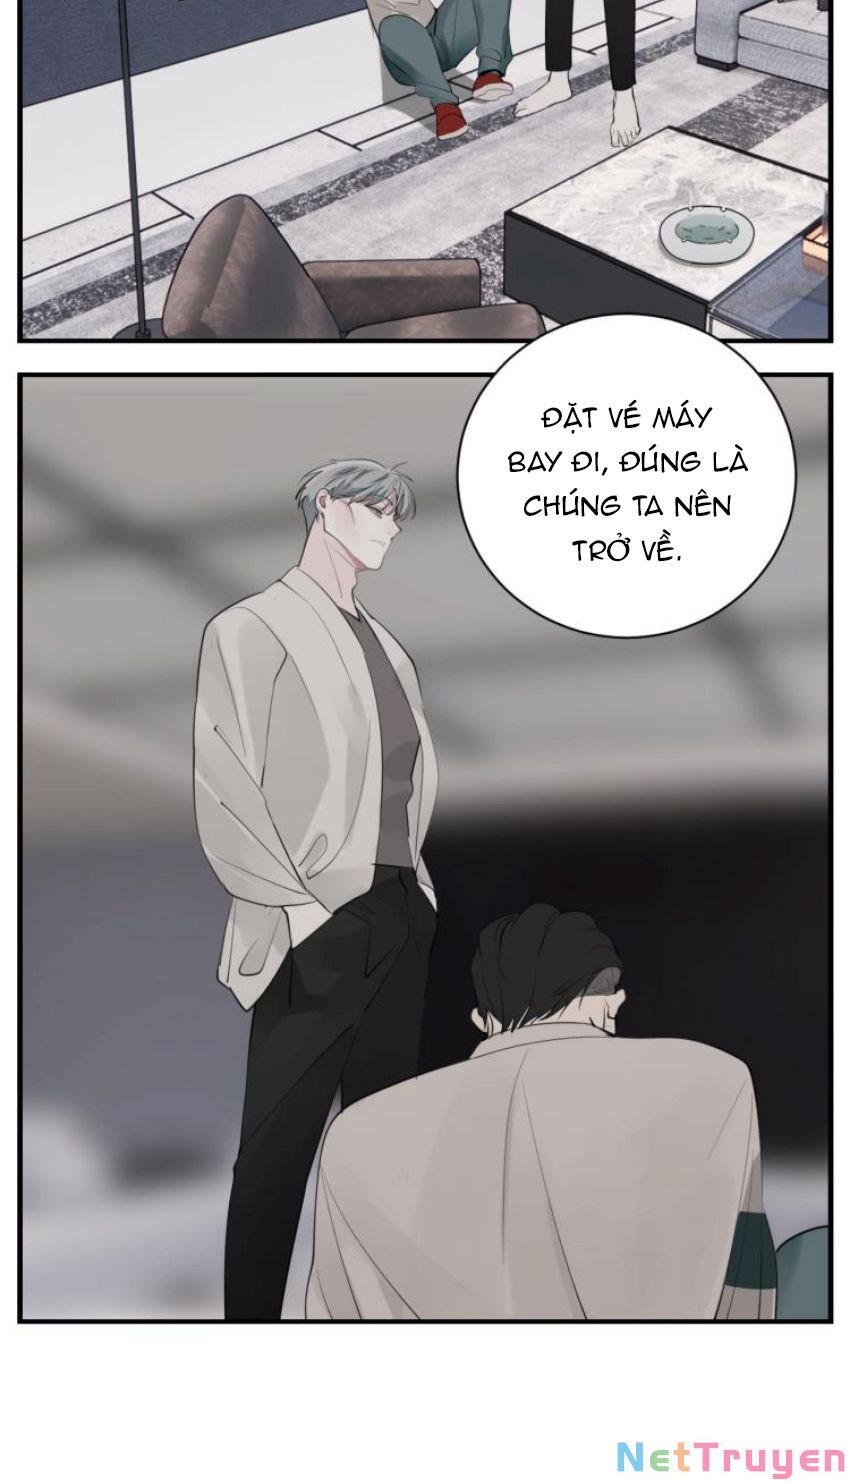 ĐẶT VÉ MÁY
BAY ĐI, ĐÚNG LÀ
CHÚNG TA NÊN
TRỞ VỀ.
NetTruyen